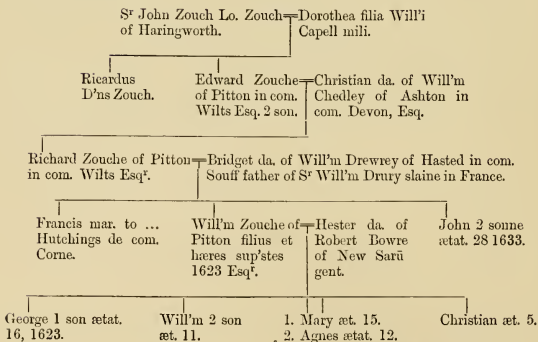 Sʳ John Zouch Lo. Zouch=Dorothea filia Will'i
of Haringworth. Capell mili.
Ricardus
D'ns Zouch.
Edward Zouche=Christian da. of Will'm
of Pitton in com. Chedley of Ashton in
Wilts Esq. 2 son. com. Devon, Esq.
Richard Zouche of Pitton=Bridget da. of Will'm Drewrey of Hasted in com.
in com. Wilts Esqʳ. Souff father of Sʳ Will'm Drury slaine in France.
Francis mar. to ...
Hutchings de com.
Corne.
Will'm Zouche of=Hester da. of
Pitton filius et Robert Bowre
hæres sup'stes of New Sarū
1623 Esqʳ. gent.
John 2 sonne
ætat. 28 1633.
George 1 son ætat.
16, 1623.
Will'm 2 son
æt. 11.
1. Mary æt. 15.
2. Agnes ætat. 12.
Christian æt. 5.